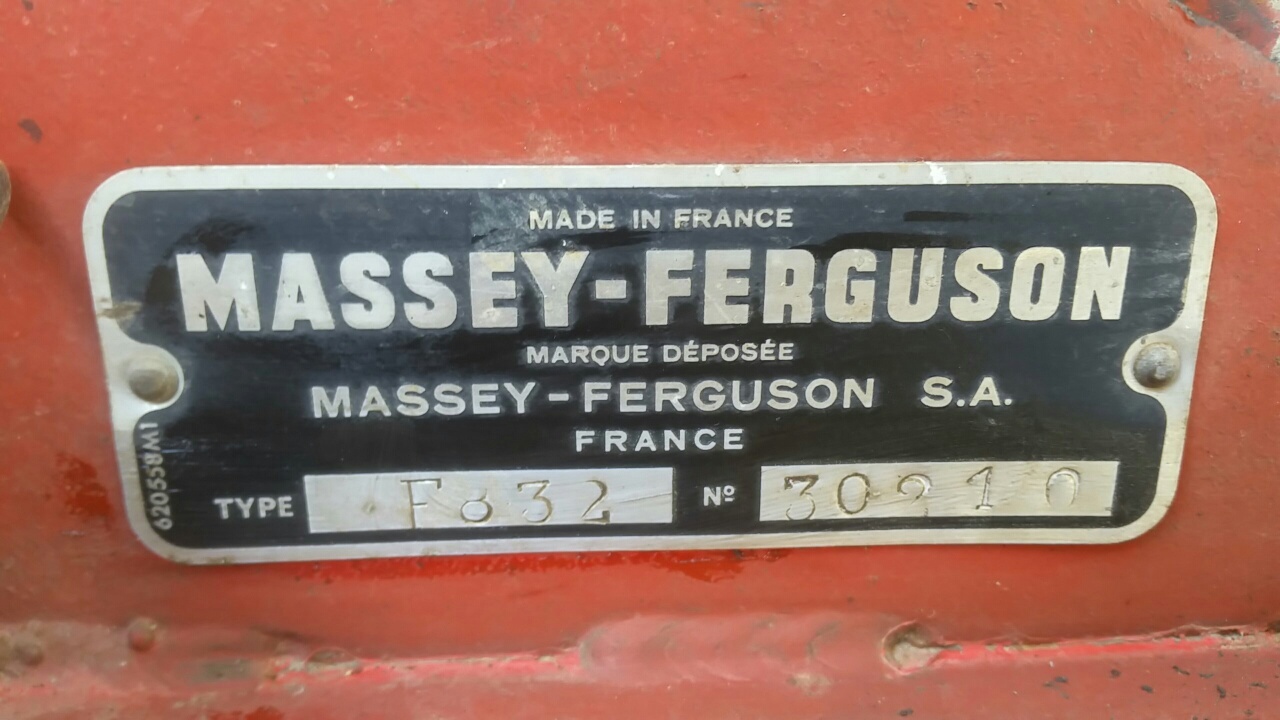 MADE IN FRANCE
MASSEY-FERGUSON
MARQUE DÉPOSÉE
MASSEY-FERGUSON S.A.
FRANCE
TYPE F832 Nº 30210
620558M1